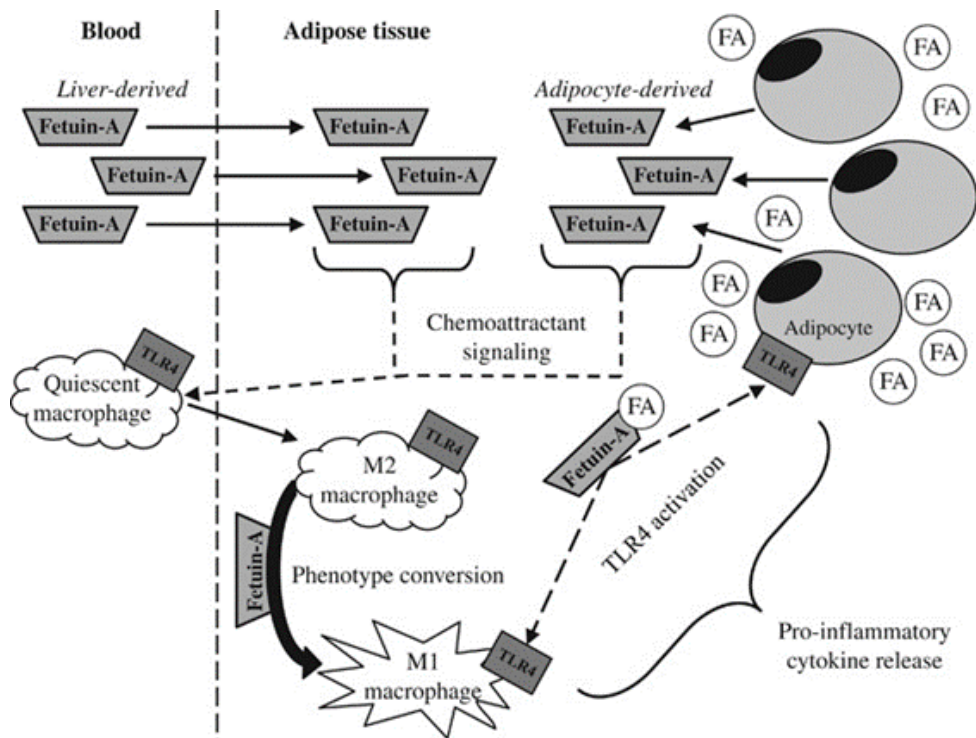 Blood
Adipose tissue
Liver-derived
Adipocyte-derived
FA
FA
FA
Fetuin-A
Fetuin-A
Fetuin-A
Fetuin-A
Fetuin-A
Fetuin-A
Fetuin-A
Fetuin-A
Fetuin-A
FA
Chemoattractant
signaling
FA
FA
FA
FA
FA
Adipocyte
TLR4
TLR4
Quiescent
macrophage
FA
Fetuin-A
TLR4
M2
macrophage
TLR4 activation
Fetuin-A
Phenotype conversion
M1
macrophage
TLR4
Pro-inflammatory
cytokine release